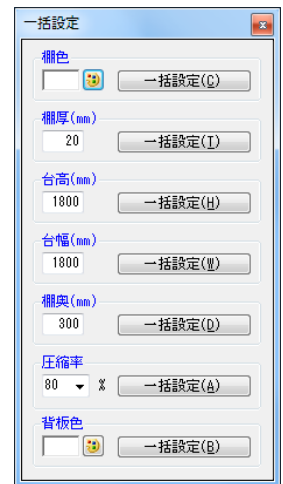 一括設定
棚色
一括設定(C)
棚厚(mm)
20 一括設定(T)
台高(mm)
1800 一括設定(H)
台幅(mm)
1800 一括設定(W)
棚奥(mm)
300 一括設定(D)
圧縮率
80 % 一括設定(A)
背板色
一括設定(B)